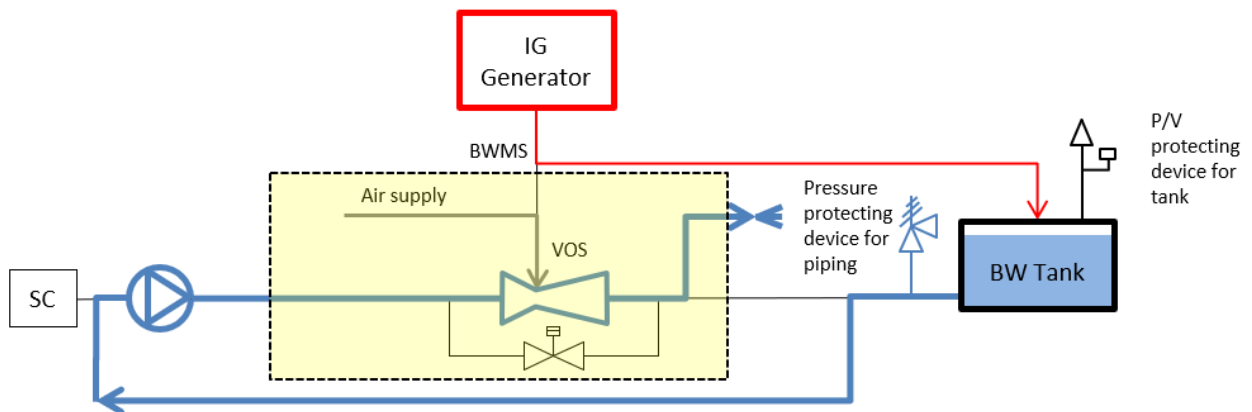 IG
Generator
BWMS
Air supply
VOS
Pressure
protecting
device for
piping
P/V
protecting
device for
tank
SC
BW Tank